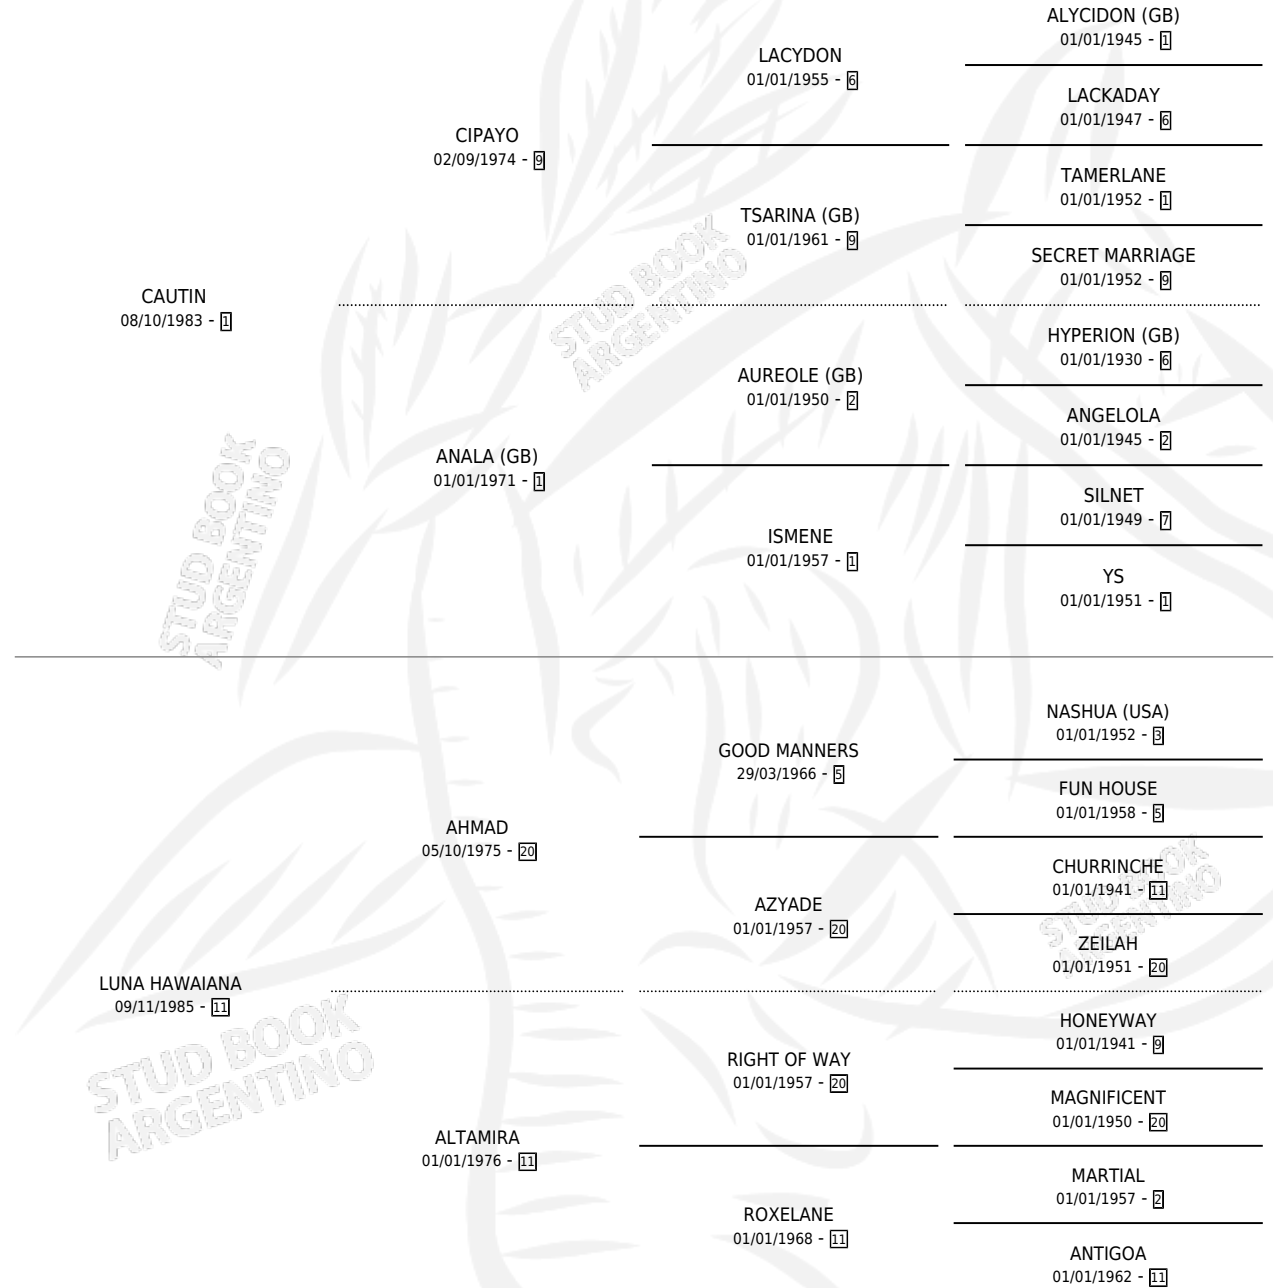 ALYCIDON (GB)
01/01/1945 - 1
LACYDON
01/01/1955 - 6
LACKADAY
01/01/1947 - 6
CIPAYO
02/09/1974 - 9
TAMERLANE
01/01/1952 - 1
TSARINA (GB)
01/01/1961 - 9
SECRET MARRIAGE
01/01/1952 - 9
CAUTIN
08/10/1983 - 1
STUD BOOK
ARGENTINO
HYPERION (GB)
01/01/1930 - 6
AUREOLE (GB)
01/01/1950 - 2
ANGELOLA
01/01/1945 - 2
ANALA (GB)
01/01/1971 - 1
SILNET
01/01/1949 - 7
ISMENE
01/01/1957 - 1
YS
01/01/1951 - 1
STUD BOOK
ARGENTINO
NASHUA (USA)
01/01/1952 - 3
GOOD MANNERS
29/03/1966 - 5
FUN HOUSE
01/01/1958 - 5
AHMAD
05/10/1975 - 20
CHURRINCHE
01/01/1941 - 11
AZYADE
01/01/1957 - 20
ZEILAH
01/01/1951 - 20
STUD BOOK
ARGENTINO
LUNA HAWAIANA
09/11/1985 - 11
HONEYWAY
01/01/1941 - 9
RIGHT OF WAY
01/01/1957 - 20
MAGNIFICENT
01/01/1950 - 20
STUD BOOK
ARGENTINO
ALTAMIRA
01/01/1976 - 11
MARTIAL
01/01/1957 - 2
ROXELANE
01/01/1968 - 11
ANTIGOA
01/01/1962 - 11